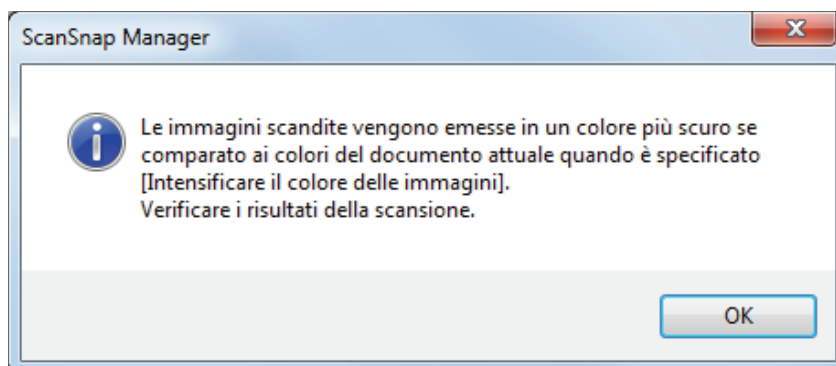 ScanSnap Manager
Le immagini scandite vengono emesse in un colore più scuro se
comparato ai colori del documento attuale quando è specificato
[Intensificare il colore delle immagini].
Verificare i risultati della scansione.
OK